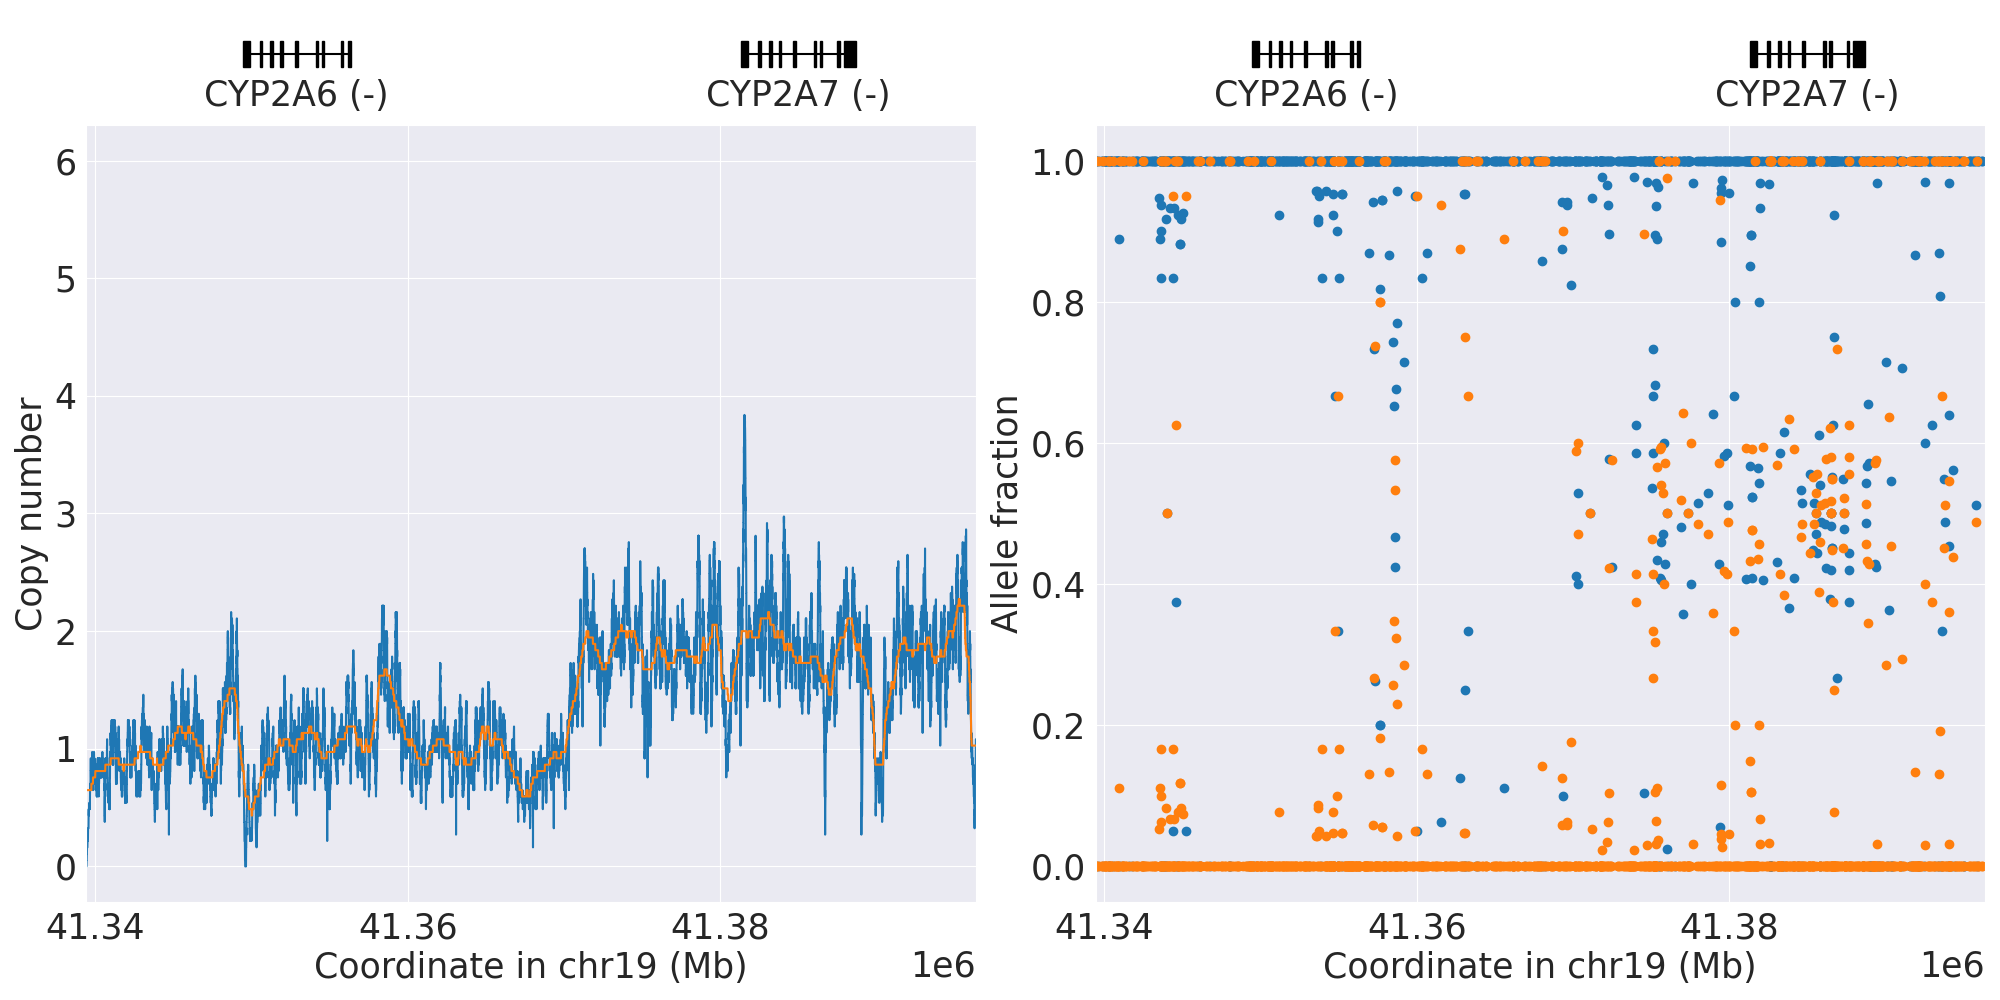 CYP2A6 (-)
CYP2A7 (-)
6
5
4
3
2
1
0
Copy number
41.34
41.36
41.38
Coordinate in chr19 (Mb)
1e6
CYP2A6 (-)
CYP2A7 (-)
1.0
0.8
0.6
0.4
0.2
0.0
Allele fraction
41.34
41.36
41.38
Coordinate in chr19 (Mb)
1e6